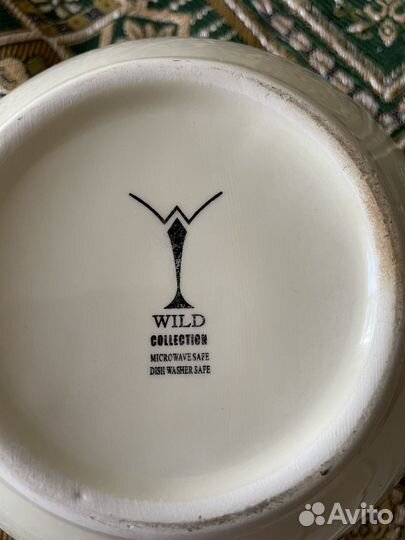 WILD
COLLECTION
MICROWAVE SAFE
DISH WASHER SAFE
Avito